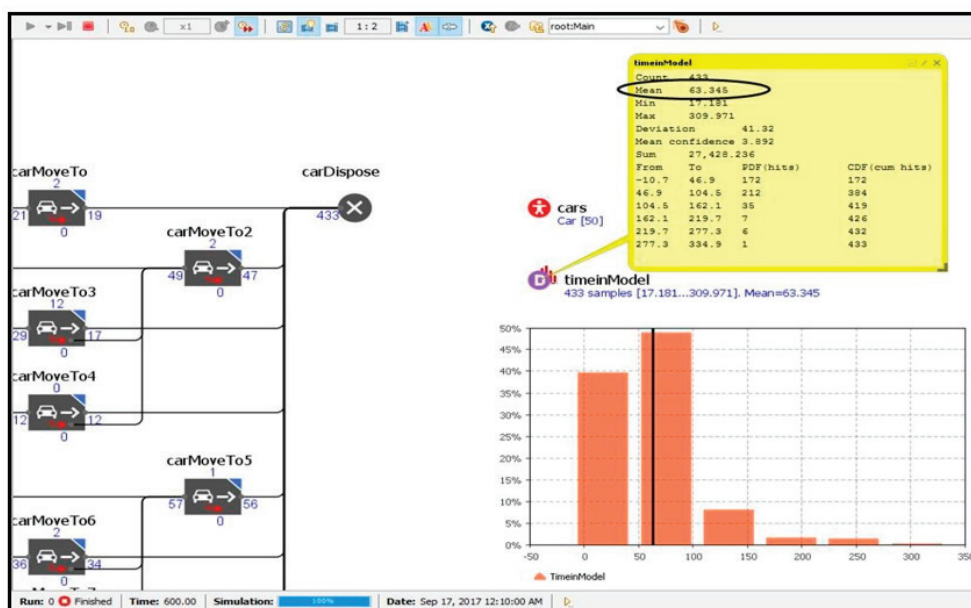 x1
1:2
root:Main
timeinModel
Count 433
Mean 63.345
Min 17.181
Max 309.971
Deviation 41.32
Mean confidence 3.892
Sum 27,428.236
From To PDF(hits) CDF(cum hits)
-10.7 46.9 172 172
46.9 104.5 212 384
104.5 162.1 35 419
162.1 219.7 7 426
219.7 277.3 6 432
277.3 334.9 1 433
carMoveTo
2
21 19
0
carDispose
433
carMoveTo2
2
49 47
0
carMoveTo3
12
29 17
0
carMoveTo4
0
12 12
0
carMoveTo5
1
57 56
0
carMoveTo6
2
36 34
0
cars
Car [50]
timeinModel
433 samples [17.181...309.971]. Mean=63.345
50%
45%
40%
35%
30%
25%
20%
15%
10%
5%
0%
-50 0 50 100 150 200 250 300 350
TimeinModel
Run: 0 Finished Time: 600.00 Simulation: 100% Date: Sep 17, 2017 12:10:00 AM